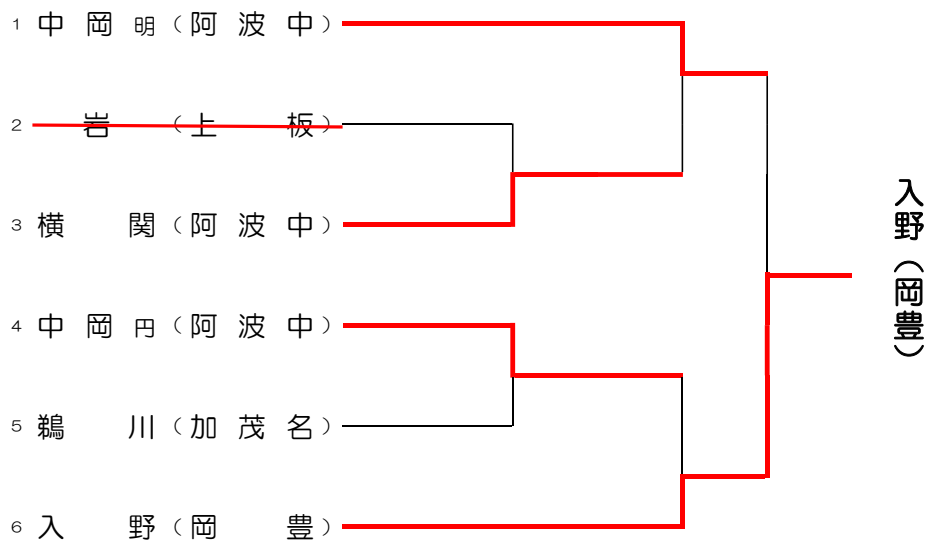 1 中岡明（阿波中）
2 岩（上板）
3 横関（阿波中）
4 中岡円（阿波中）
5 鵜川（加茂名）
6 入野（岡豊）
入野（岡豊）